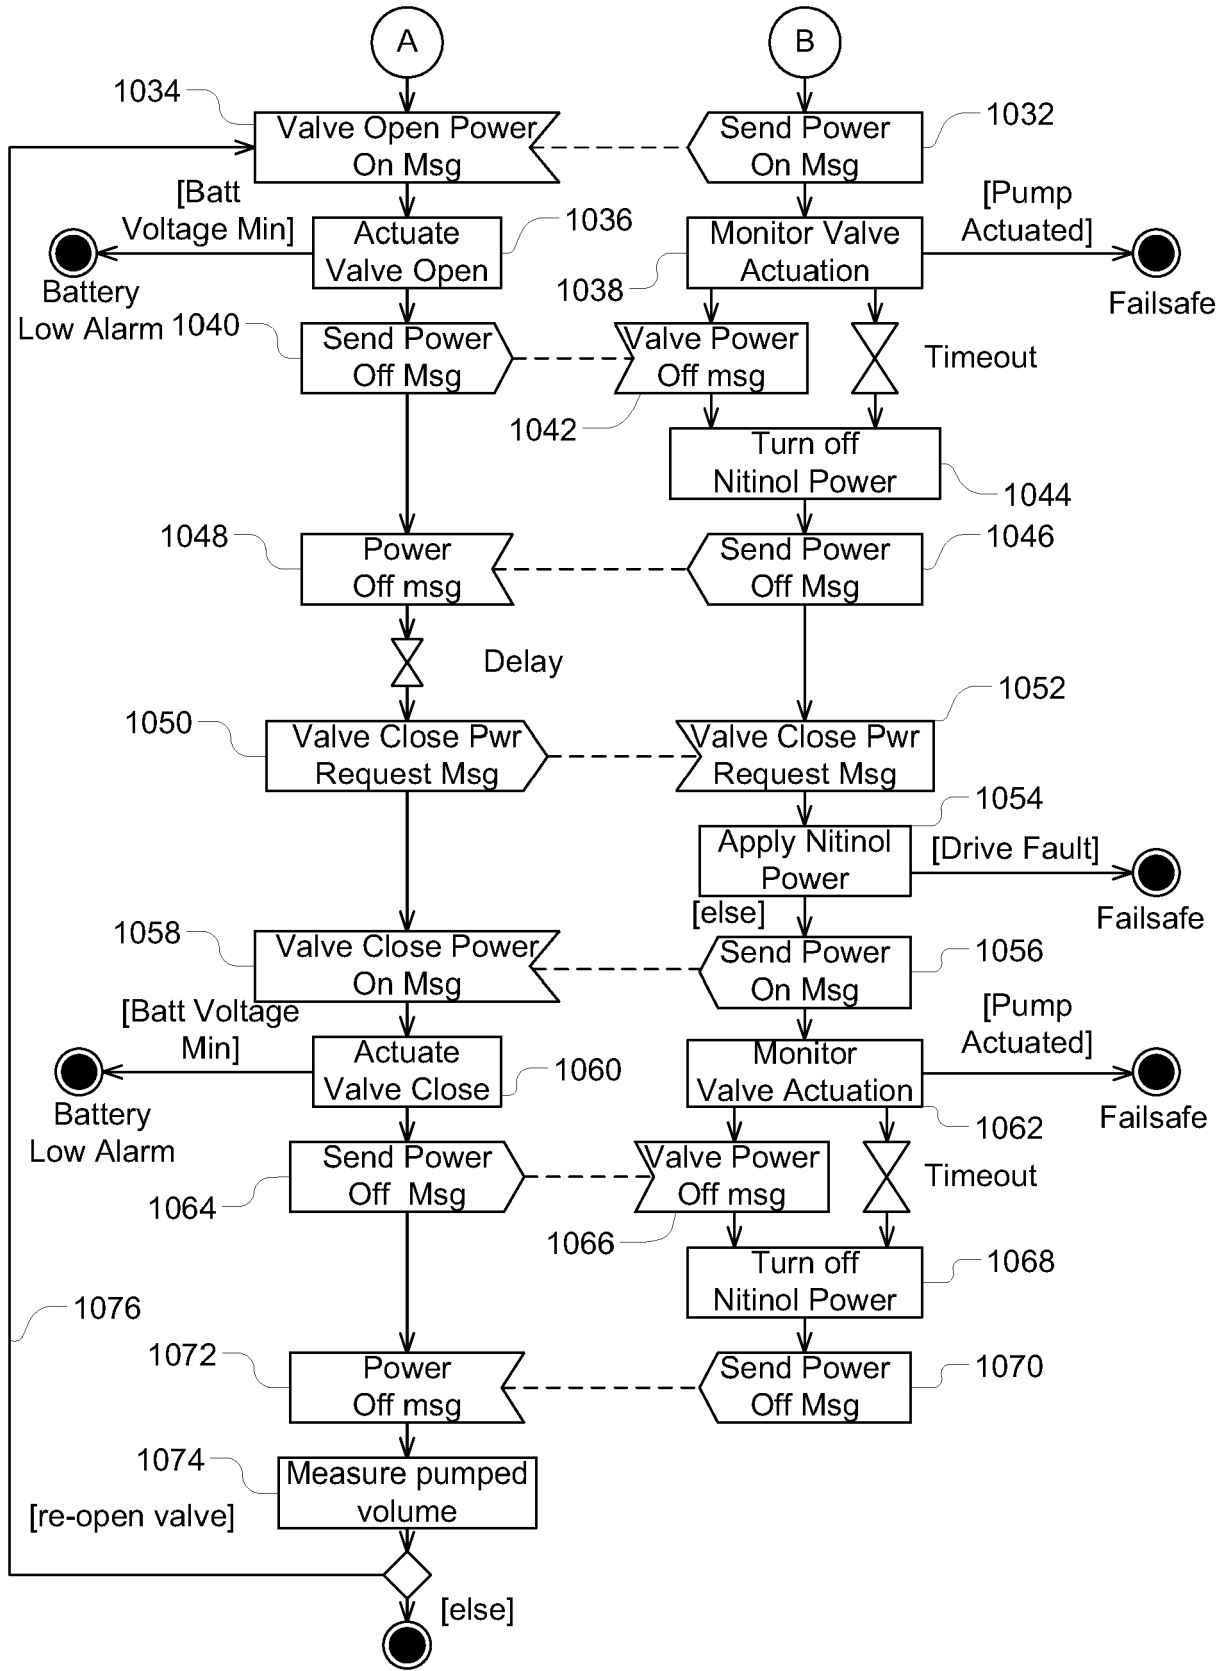 A
B
1034
Valve Open Power
On Msg
Send Power
On Msg
1032
[Batt
Voltage Min]
Actuate
Valve Open
1036
Monitor Valve
Actuation
1038
[Pump
Actuated]
Battery
Low Alarm
Failsafe
1040
Send Power
Off Msg
Valve Power
Off msg
Timeout
1042
Turn off
Nitinol Power
1044
1048
Power
Off msg
Send Power
Off Msg
1046
Delay
1050
Valve Close Pwr
Request Msg
Valve Close Pwr
Request Msg
1052
1054
Apply Nitinol
Power
[Drive Fault]
Failsafe
[else]
1058
Valve Close Power
On Msg
Send Power
On Msg
1056
[Batt Voltage
Min]
Actuate
Valve Close
1060
Monitor
Valve Actuation
1062
[Pump
Actuated]
Battery
Low Alarm
Failsafe
Send Power
Off Msg
1064
Valve Power
Off msg
Timeout
1066
Turn off
Nitinol Power
1068
1076
1072
Power
Off msg
Send Power
Off Msg
1070
1074
Measure pumped
volume
[re-open valve]
[else]